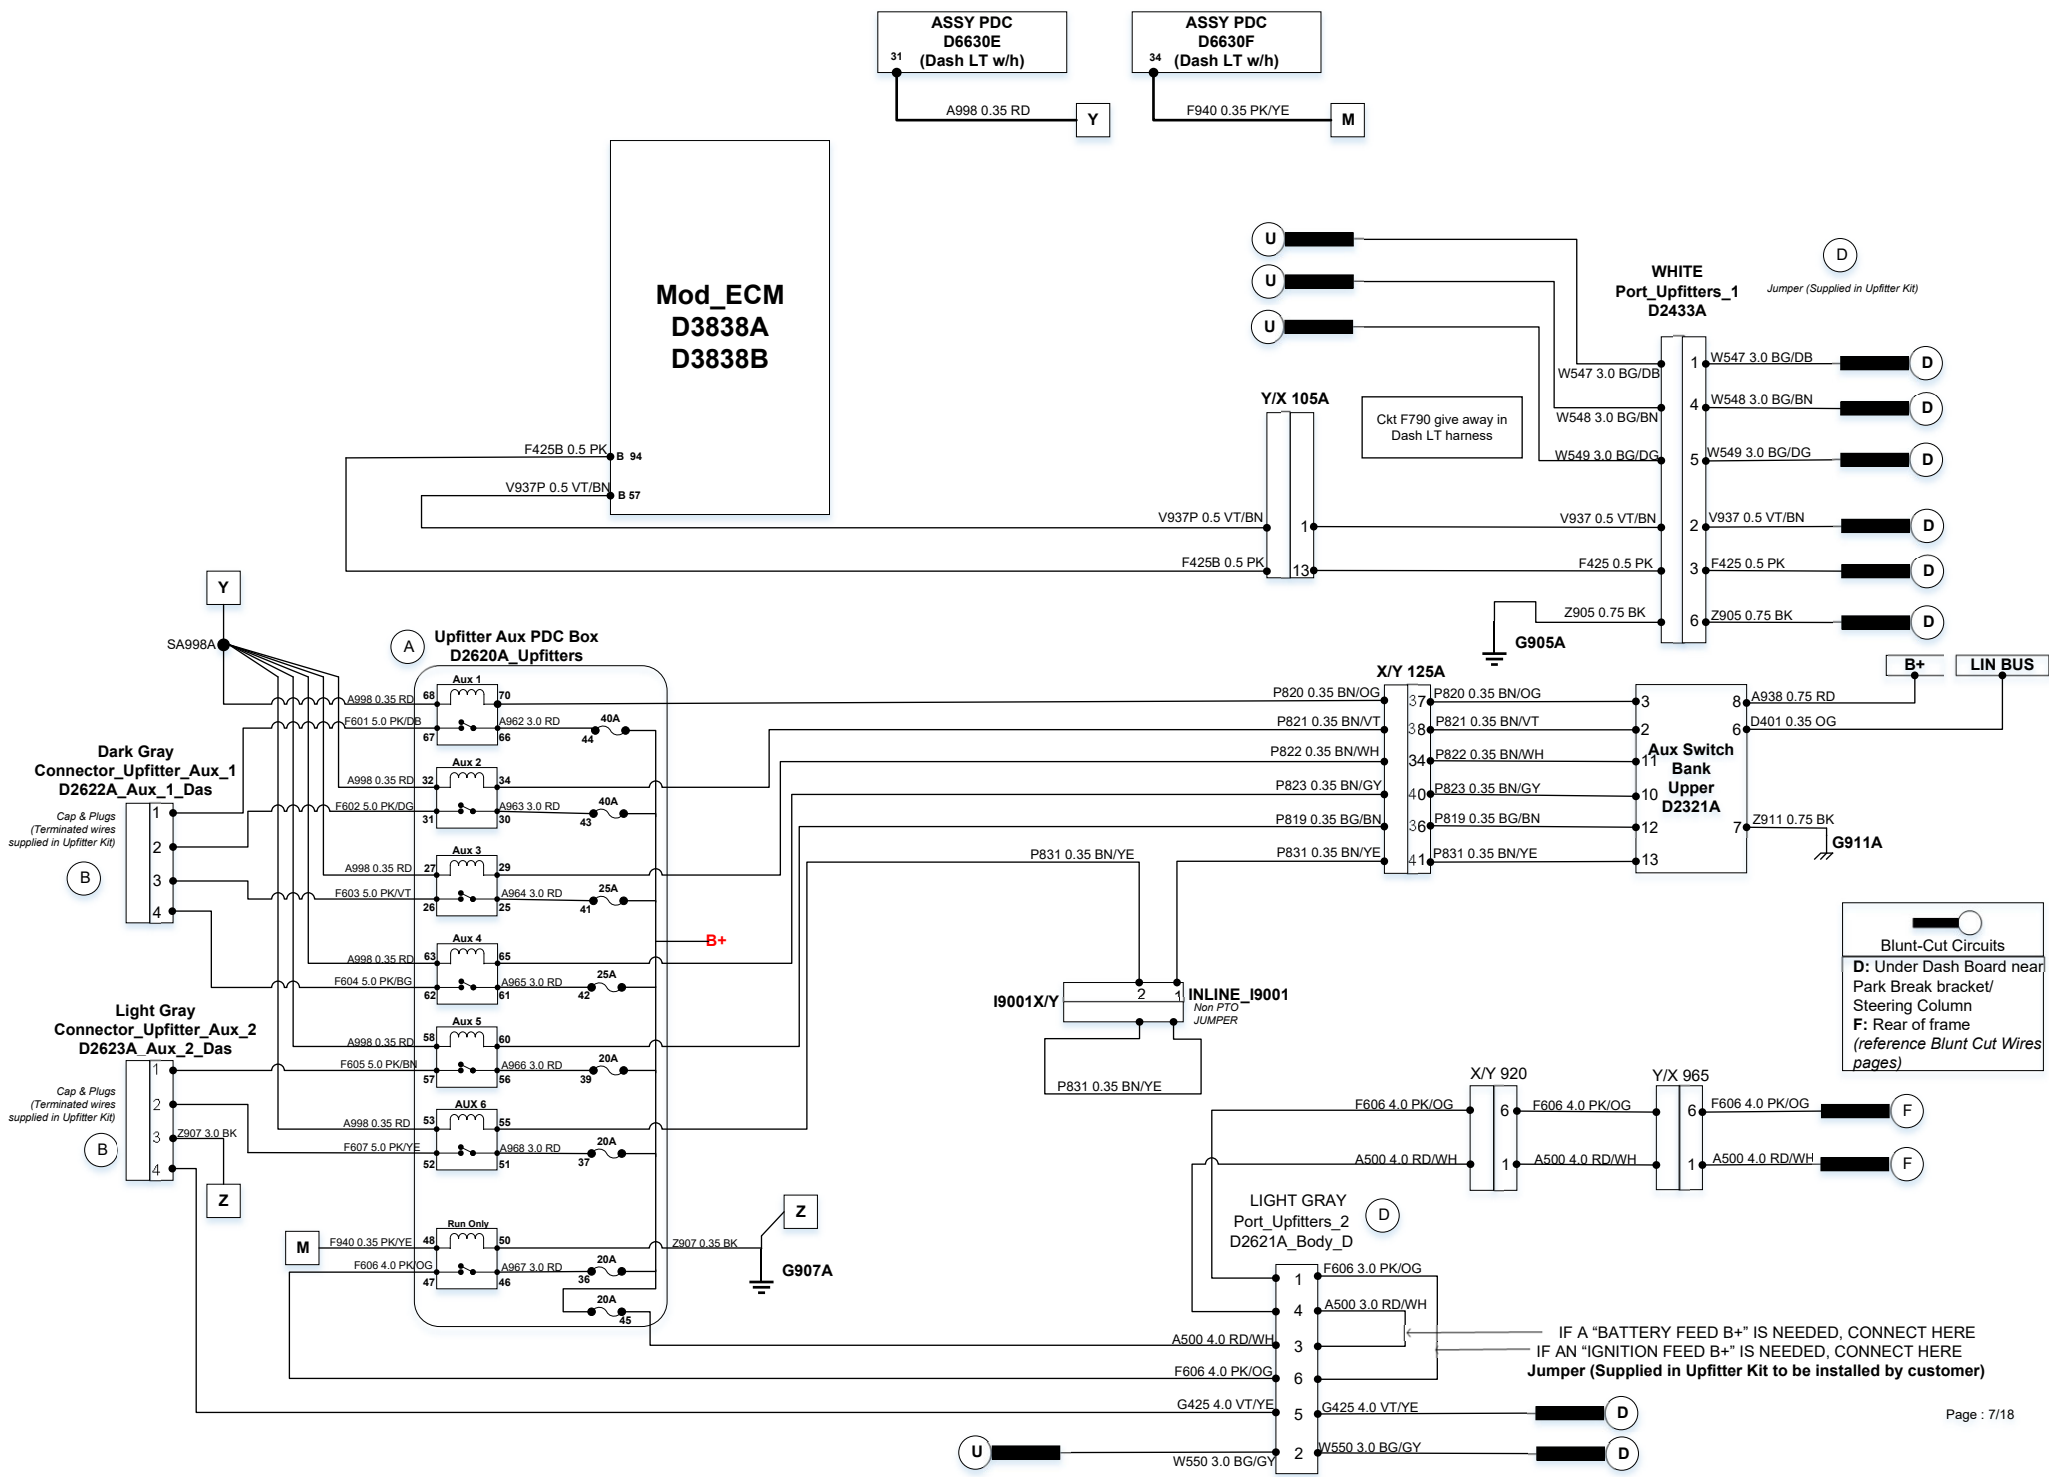 ASSY PDC
D6630E
(Dash LT w/h)
31
A998 0.35 RD
Y
ASSY PDC
D6630F
(Dash LT w/h)
34
F940 0.35 PK/YE
M
Mod_ECM
D3838A
D3838B
F425B 0.5 PK
B 94
V937P 0.5 VT/BN
B 57
U
U
U
WHITE
Port_Upfitters_1
D2433A
D
Jumper (Supplied in Upfitter Kit)
W547 3.0 BG/DB
1
W547 3.0 BG/DB
D
W548 3.0 BG/BN
4
W548 3.0 BG/BN
D
W549 3.0 BG/DG
5
W549 3.0 BG/DG
D
Y/X 105A
Ckt F790 give away in
Dash LT harness
V937P 0.5 VT/BN
1
V937 0.5 VT/BN
2
V937 0.5 VT/BN
D
F425B 0.5 PK
13
F425 0.5 PK
3
F425 0.5 PK
D
Z905 0.75 BK
6
Z905 0.75 BK
D
G905A
Y
SA998A
A
Upfitter Aux PDC Box
D2620A_Upfitters
Aux 1
A998 0.35 RD
68
70
F601 5.0 PK/DB
67
66
A962 3.0 RD
40A
44
Aux 2
A998 0.35 RD
32
34
F602 5.0 PK/DG
31
30
A963 3.0 RD
40A
43
Aux 3
A998 0.35 RD
27
29
F603 5.0 PK/VT
26
25
A964 3.0 RD
25A
41
B+
Aux 4
A998 0.35 RD
63
65
F604 5.0 PK/BG
62
61
A965 3.0 RD
25A
42
Aux 5
A998 0.35 RD
58
60
F605 5.0 PK/BN
57
56
A966 3.0 RD
20A
39
AUX 6
A998 0.35 RD
53
55
F607 5.0 PK/YE
52
51
A968 3.0 RD
20A
37
Run Only
M
F940 0.35 PK/YE
48
50
Z907 0.35 BK
Z
G907A
F606 4.0 PK/OG
47
46
A967 3.0 RD
20A
36
20A
45
Dark Gray
Connector_Upfitter_Aux_1
D2622A_Aux_1_Das
Cap & Plugs
(Terminated wires
supplied in Upfitter Kit)
B
1
2
3
4
Light Gray
Connector_Upfitter_Aux_2
D2623A_Aux_2_Das
Cap & Plugs
(Terminated wires
supplied in Upfitter Kit)
B
1
2
3
4
Z907 3.0 BK
Z
X/Y 125A
P820 0.35 BN/OG
37
P820 0.35 BN/OG
3
P821 0.35 BN/VT
38
P821 0.35 BN/VT
2
P822 0.35 BN/WH
34
P822 0.35 BN/WH
11
P823 0.35 BN/GY
40
P823 0.35 BN/GY
10
P819 0.35 BG/BN
36
P819 0.35 BG/BN
12
P831 0.35 BN/YE
P831 0.35 BN/YE
41
P831 0.35 BN/YE
13
Aux Switch
Bank
Upper
D2321A
B+
LIN BUS
8
A938 0.75 RD
6
D401 0.35 OG
7
Z911 0.75 BK
G911A
I9001X/Y
2
1
INLINE_I9001
Non PTO
JUMPER
P831 0.35 BN/YE
Blunt-Cut Circuits
D: Under Dash Board near
Park Break bracket/
Steering Column
F: Rear of frame
(reference Blunt Cut Wires
pages)
X/Y 920
Y/X 965
F606 4.0 PK/OG
6
F606 4.0 PK/OG
6
F606 4.0 PK/OG
F
A500 4.0 RD/WH
1
A500 4.0 RD/WH
1
A500 4.0 RD/WH
F
LIGHT GRAY
Port_Upfitters_2
D2621A_Body_D
D
1
F606 3.0 PK/OG
4
A500 3.0 RD/WH
A500 4.0 RD/WH
3
F606 4.0 PK/OG
6
G425 4.0 VT/YE
5
G425 4.0 VT/YE
D
U
W550 3.0 BG/GY
2
W550 3.0 BG/GY
D
IF A “BATTERY FEED B+” IS NEEDED, CONNECT HERE
IF AN “IGNITION FEED B+” IS NEEDED, CONNECT HERE
Jumper (Supplied in Upfitter Kit to be installed by customer)
Page : 7/18